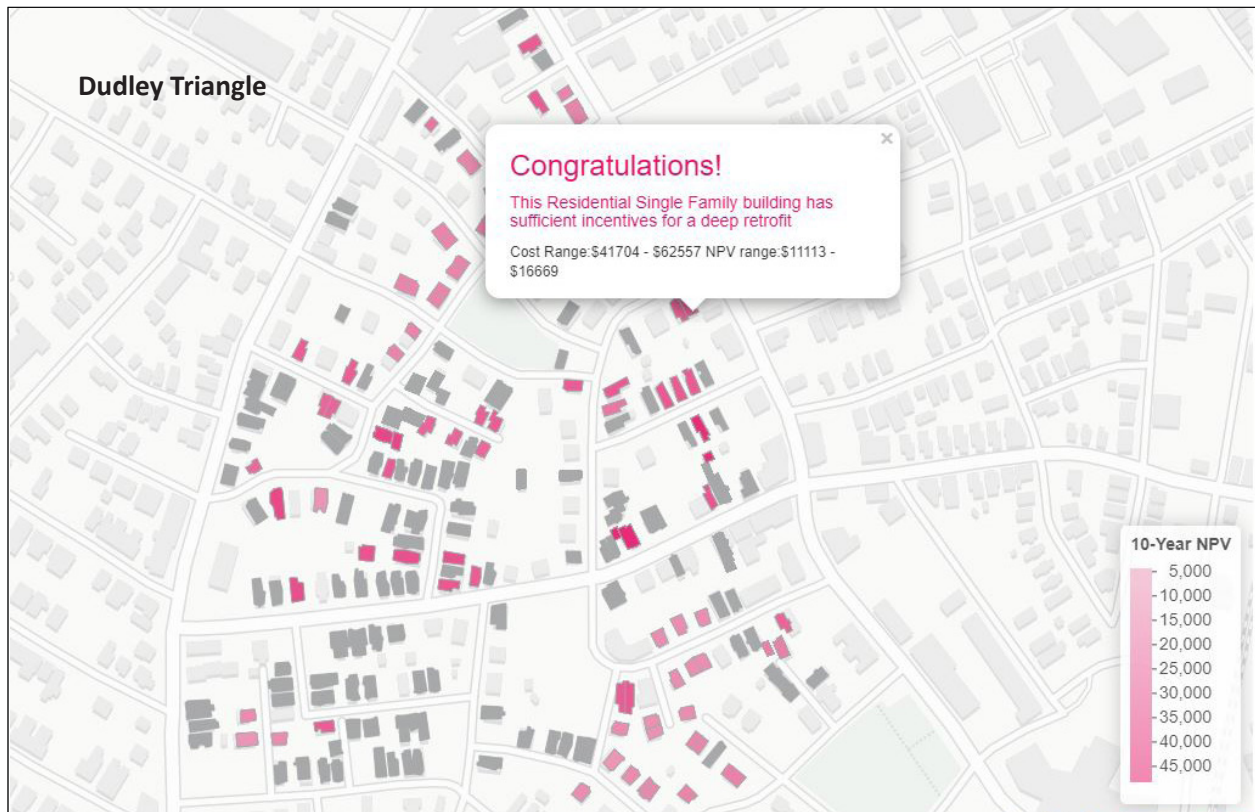 Dudley Triangle
×
Congratulations!
This Residential Single Family building has
sufficient incentives for a deep retrofit
Cost Range:$41704 - $62557 NPV range:$11113 -
$16669
10-Year NPV
5,000
10,000
20,000
25,000
30,000
35,000
40,000
45,000